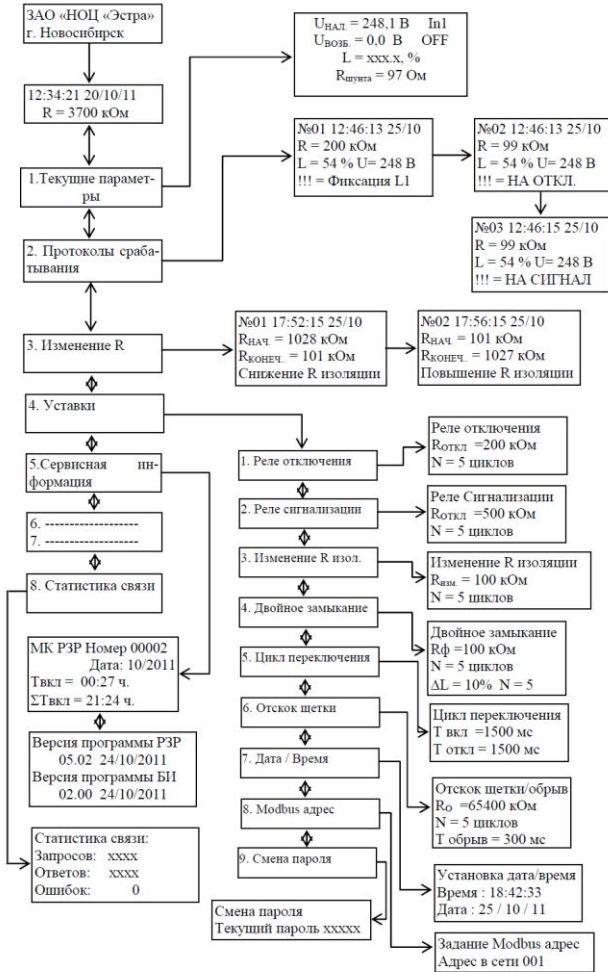 ЗАО «НОЦ «Эстра»
г. Новосибирск
12:34:21 20/10/11
R = 3700 кОм
1.Текущие парамет-
ры
2. Протоколы сраба-
тывания
3. Изменение R
4. Уставки
5.Сервисная ин-
формация
6. -------------------
7. -------------------
8. Статистика связи
UНАЛ. = 248,1 В In1
UВОЗБ. = 0,0 В OFF
L = xxx.x, %
Rшунта = 97 Ом
№01 12:46:13 25/10
R = 200 кОм
L = 54 % U= 248 В
!!! = Фиксация L1
№02 12:46:13 25/10
R = 99 кОм
L = 54 % U= 248 В
!!! = НА ОТКЛ.
№03 12:46:15 25/10
R = 99 кОм
L = 54 % U= 248 В
!!! = НА СИГНАЛ
№01 17:52:15 25/10
RНАЧ. = 1028 кОм
RКОНЕЧ. = 101 кОм
Снижение R изоляции
№02 17:56:15 25/10
RНАЧ. = 101 кОм
RКОНЕЧ. = 1027 кОм
Повышение R изоляции
1. Реле отключения
2. Реле сигнализации
3. Изменение R изол.
4. Двойное замыкание
5. Цикл переключения
6. Отскок щетки
7. Дата / Время
8. Modbus адрес
9. Смена пароля
Реле отключения
RОТКЛ =200 кОм
N = 5 циклов
Реле Сигнализации
RОТКЛ =500 кОм
N = 5 циклов
Изменение R изоляции
Rизм. = 100 кОм
N = 5 циклов
Двойное замыкание
Rф =100 кОм
N = 5 циклов
ΔL = 10% N = 5
Цикл переключения
Т вкл =1500 мс
Т откл = 1500 мс
Отскок щетки/обрыв
RО =65400 кОм
N = 5 циклов
Т обрыв = 300 мс
Установка дата/время
Время : 18:42:33
Дата : 25 / 10 / 11
Задание Modbus адрес
Адрес в сети 001
Смена пароля
Текущий пароль xxxxx
МК РЗР Номер 00002
Дата: 10/2011
Твкл = 00:27 ч.
ΣТвкл = 21:24 ч.
Версия программы РЗР
05.02 24/10/2011
Версия программы БИ
02.00 24/10/2011
Статистика связи:
Запросов: xxxx
Ответов: xxxx
Ошибок: 0